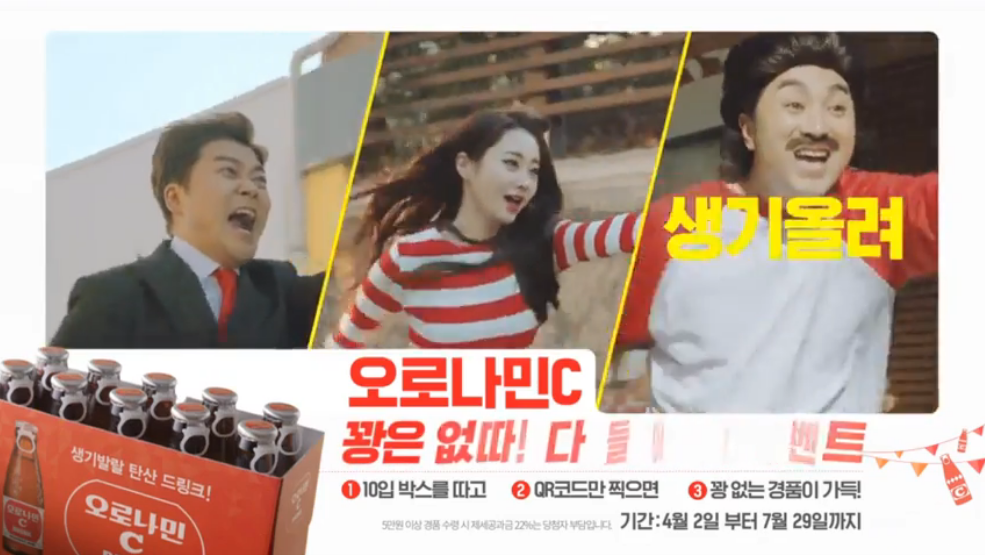 생기올려
오로나민C
꽝은 없따! 다
벤트
1 10입 박스를 따고 2 QR코드만 찍으면 3 꽝 없는 경품이 가득!
5만원 이상 경품 수령 시 제세공과금 22%는 당첨자 부담입니다. 기간:4월 2일 부터 7월 29일까지
생기발랄 탄산 드링크!
오로나민
C